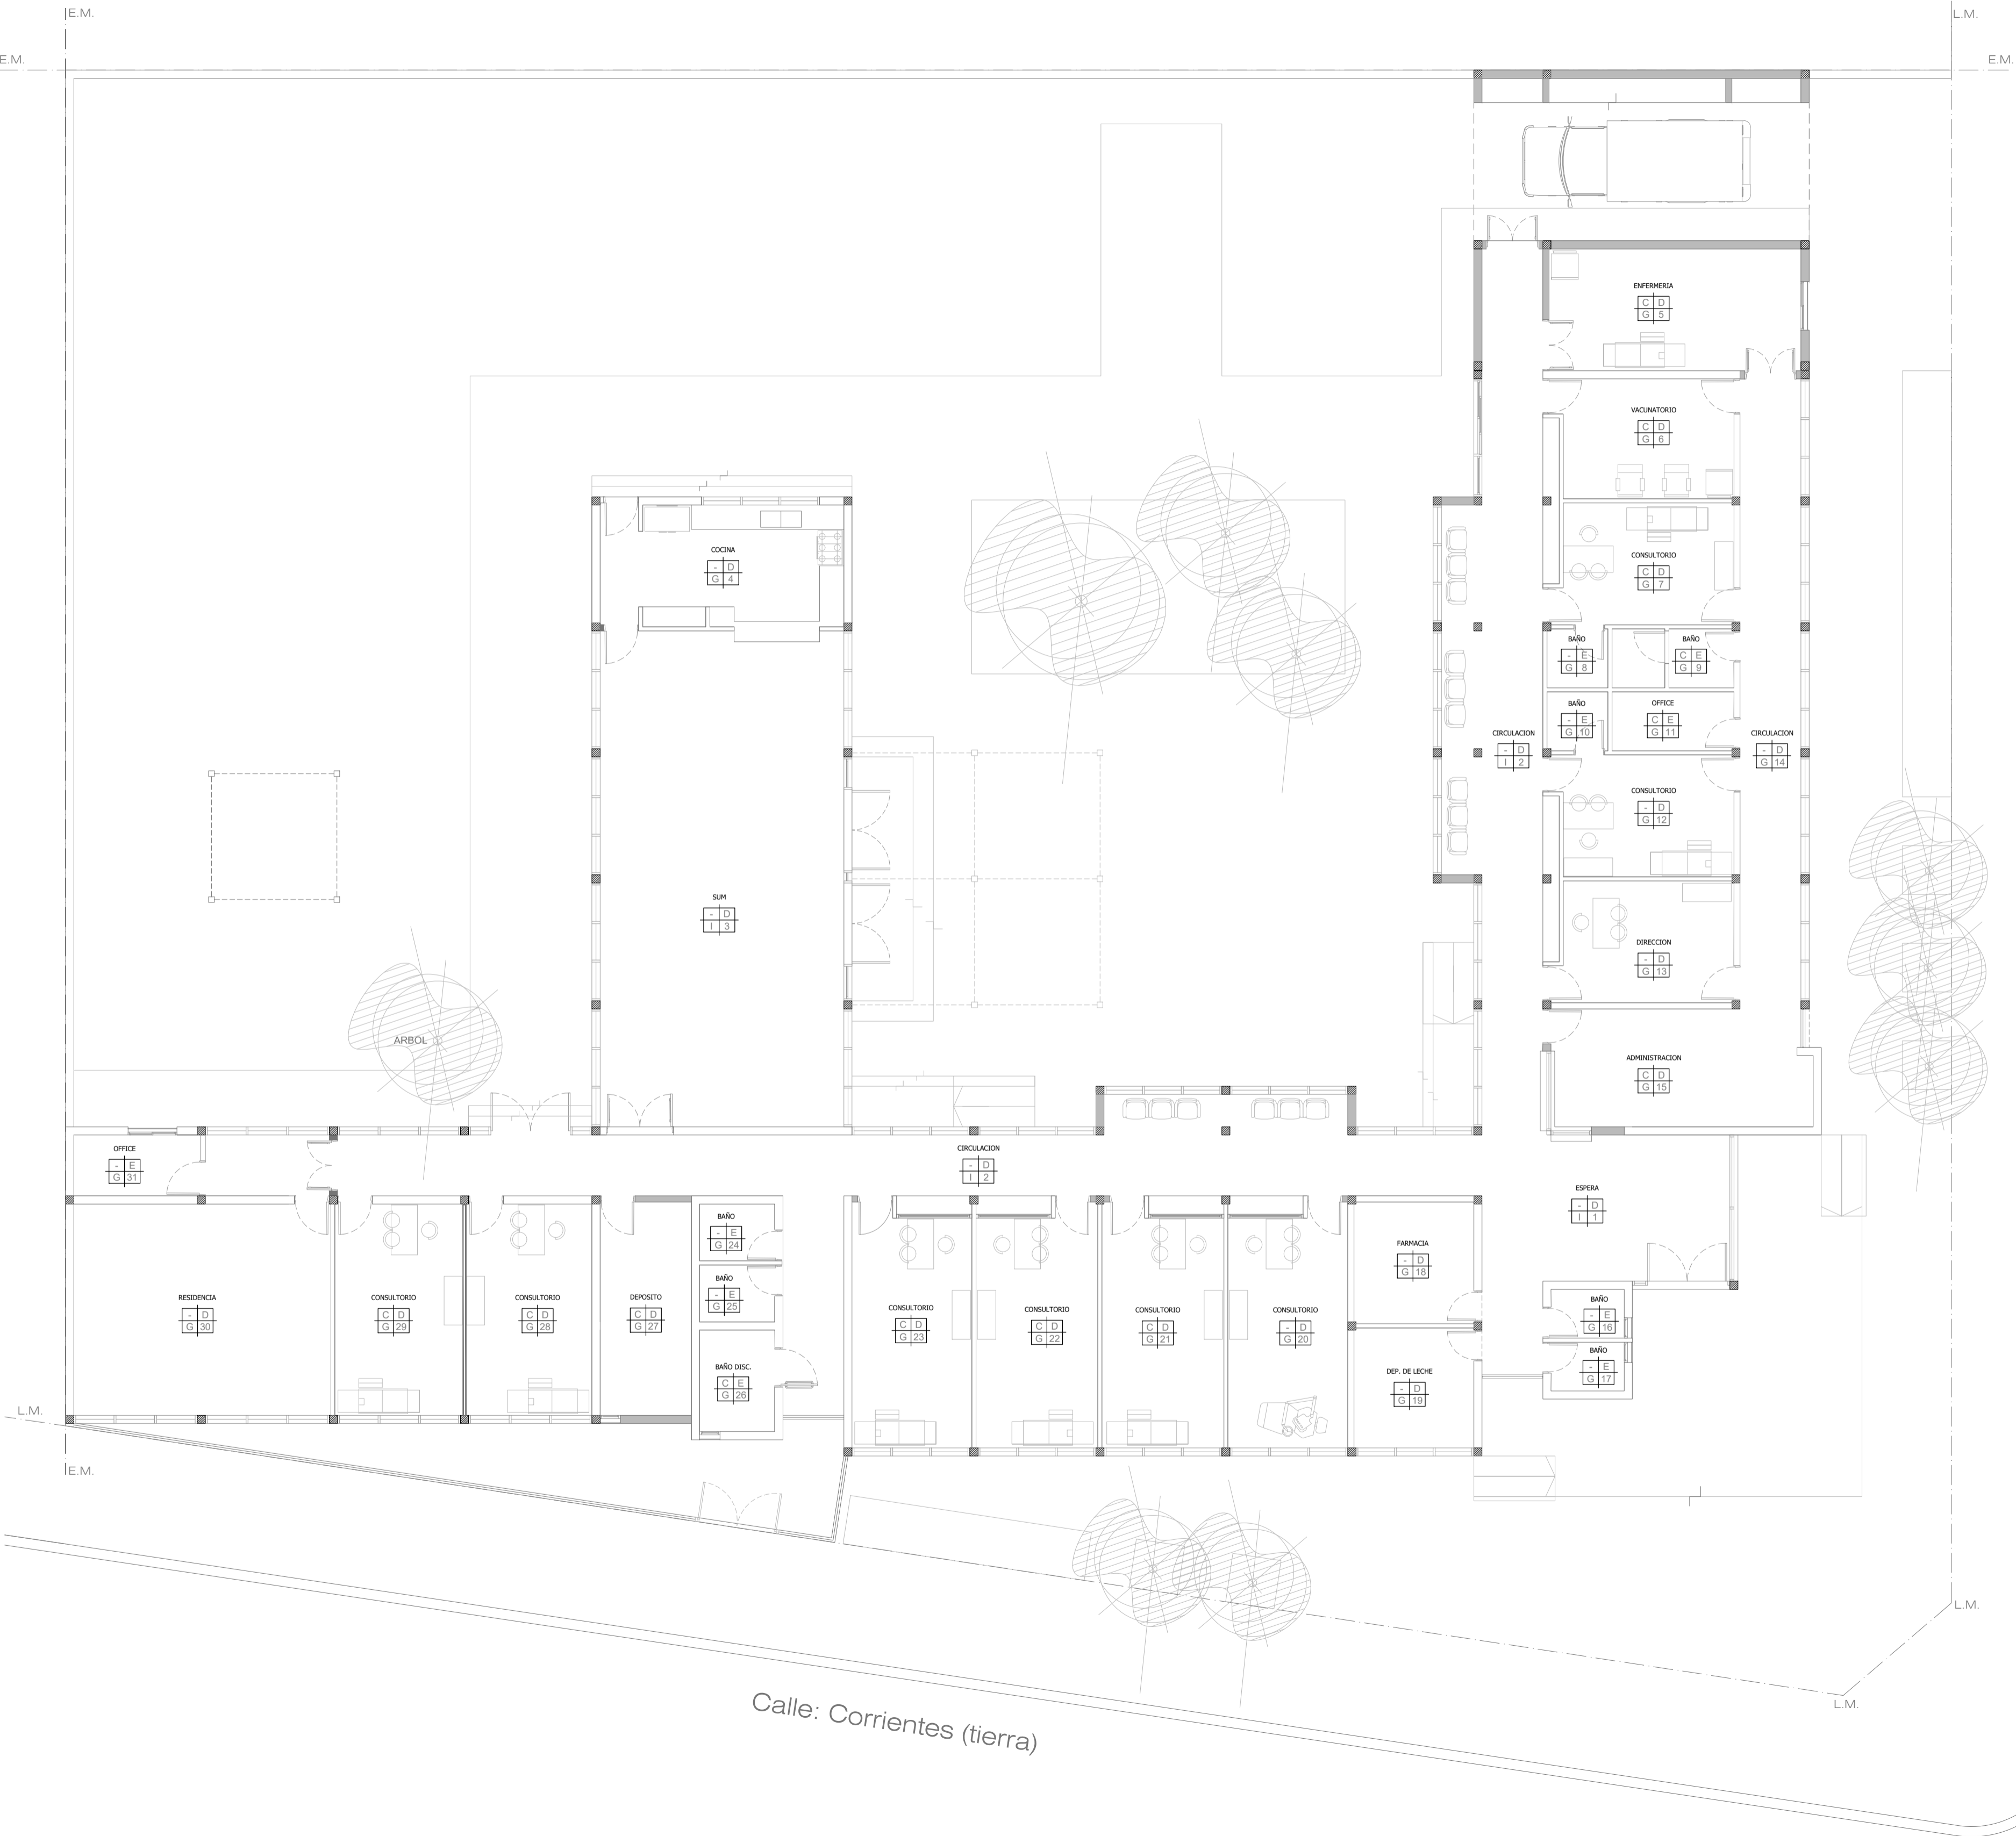 E.M.
L.M.
E.M.
E.M.
ENFERMERIA
C D
G 5
VACUNATORIO
C D
G 6
COCINA
- D
G 4
CONSULTORIO
C D
G 7
BAÑO
- E
G 8
BAÑO
C E
G 9
BAÑO
- E
G 10
OFFICE
C E
G 11
CIRCULACION
- D
I 2
CIRCULACION
- D
G 14
CONSULTORIO
- D
G 12
SUM
- D
I 3
DIRECCION
- D
G 13
ARBOL
ADMINISTRACION
C D
G 15
OFFICE
- E
G 31
CIRCULACION
- D
I 2
ESPERA
- D
I 1
BAÑO
- E
G 24
FARMACIA
- D
G 18
BAÑO
- E
G 25
RESIDENCIA
- D
G 30
CONSULTORIO
C D
G 29
CONSULTORIO
C D
G 28
DEPOSITO
C D
G 27
CONSULTORIO
C D
G 23
CONSULTORIO
C D
G 22
CONSULTORIO
C D
G 21
CONSULTORIO
- D
G 20
BAÑO
- E
G 16
BAÑO
- E
G 17
BAÑO DISC.
C E
G 26
DEP. DE LECHE
- D
G 19
L.M.
E.M.
L.M.
L.M.
Calle: Corrientes (tierra)